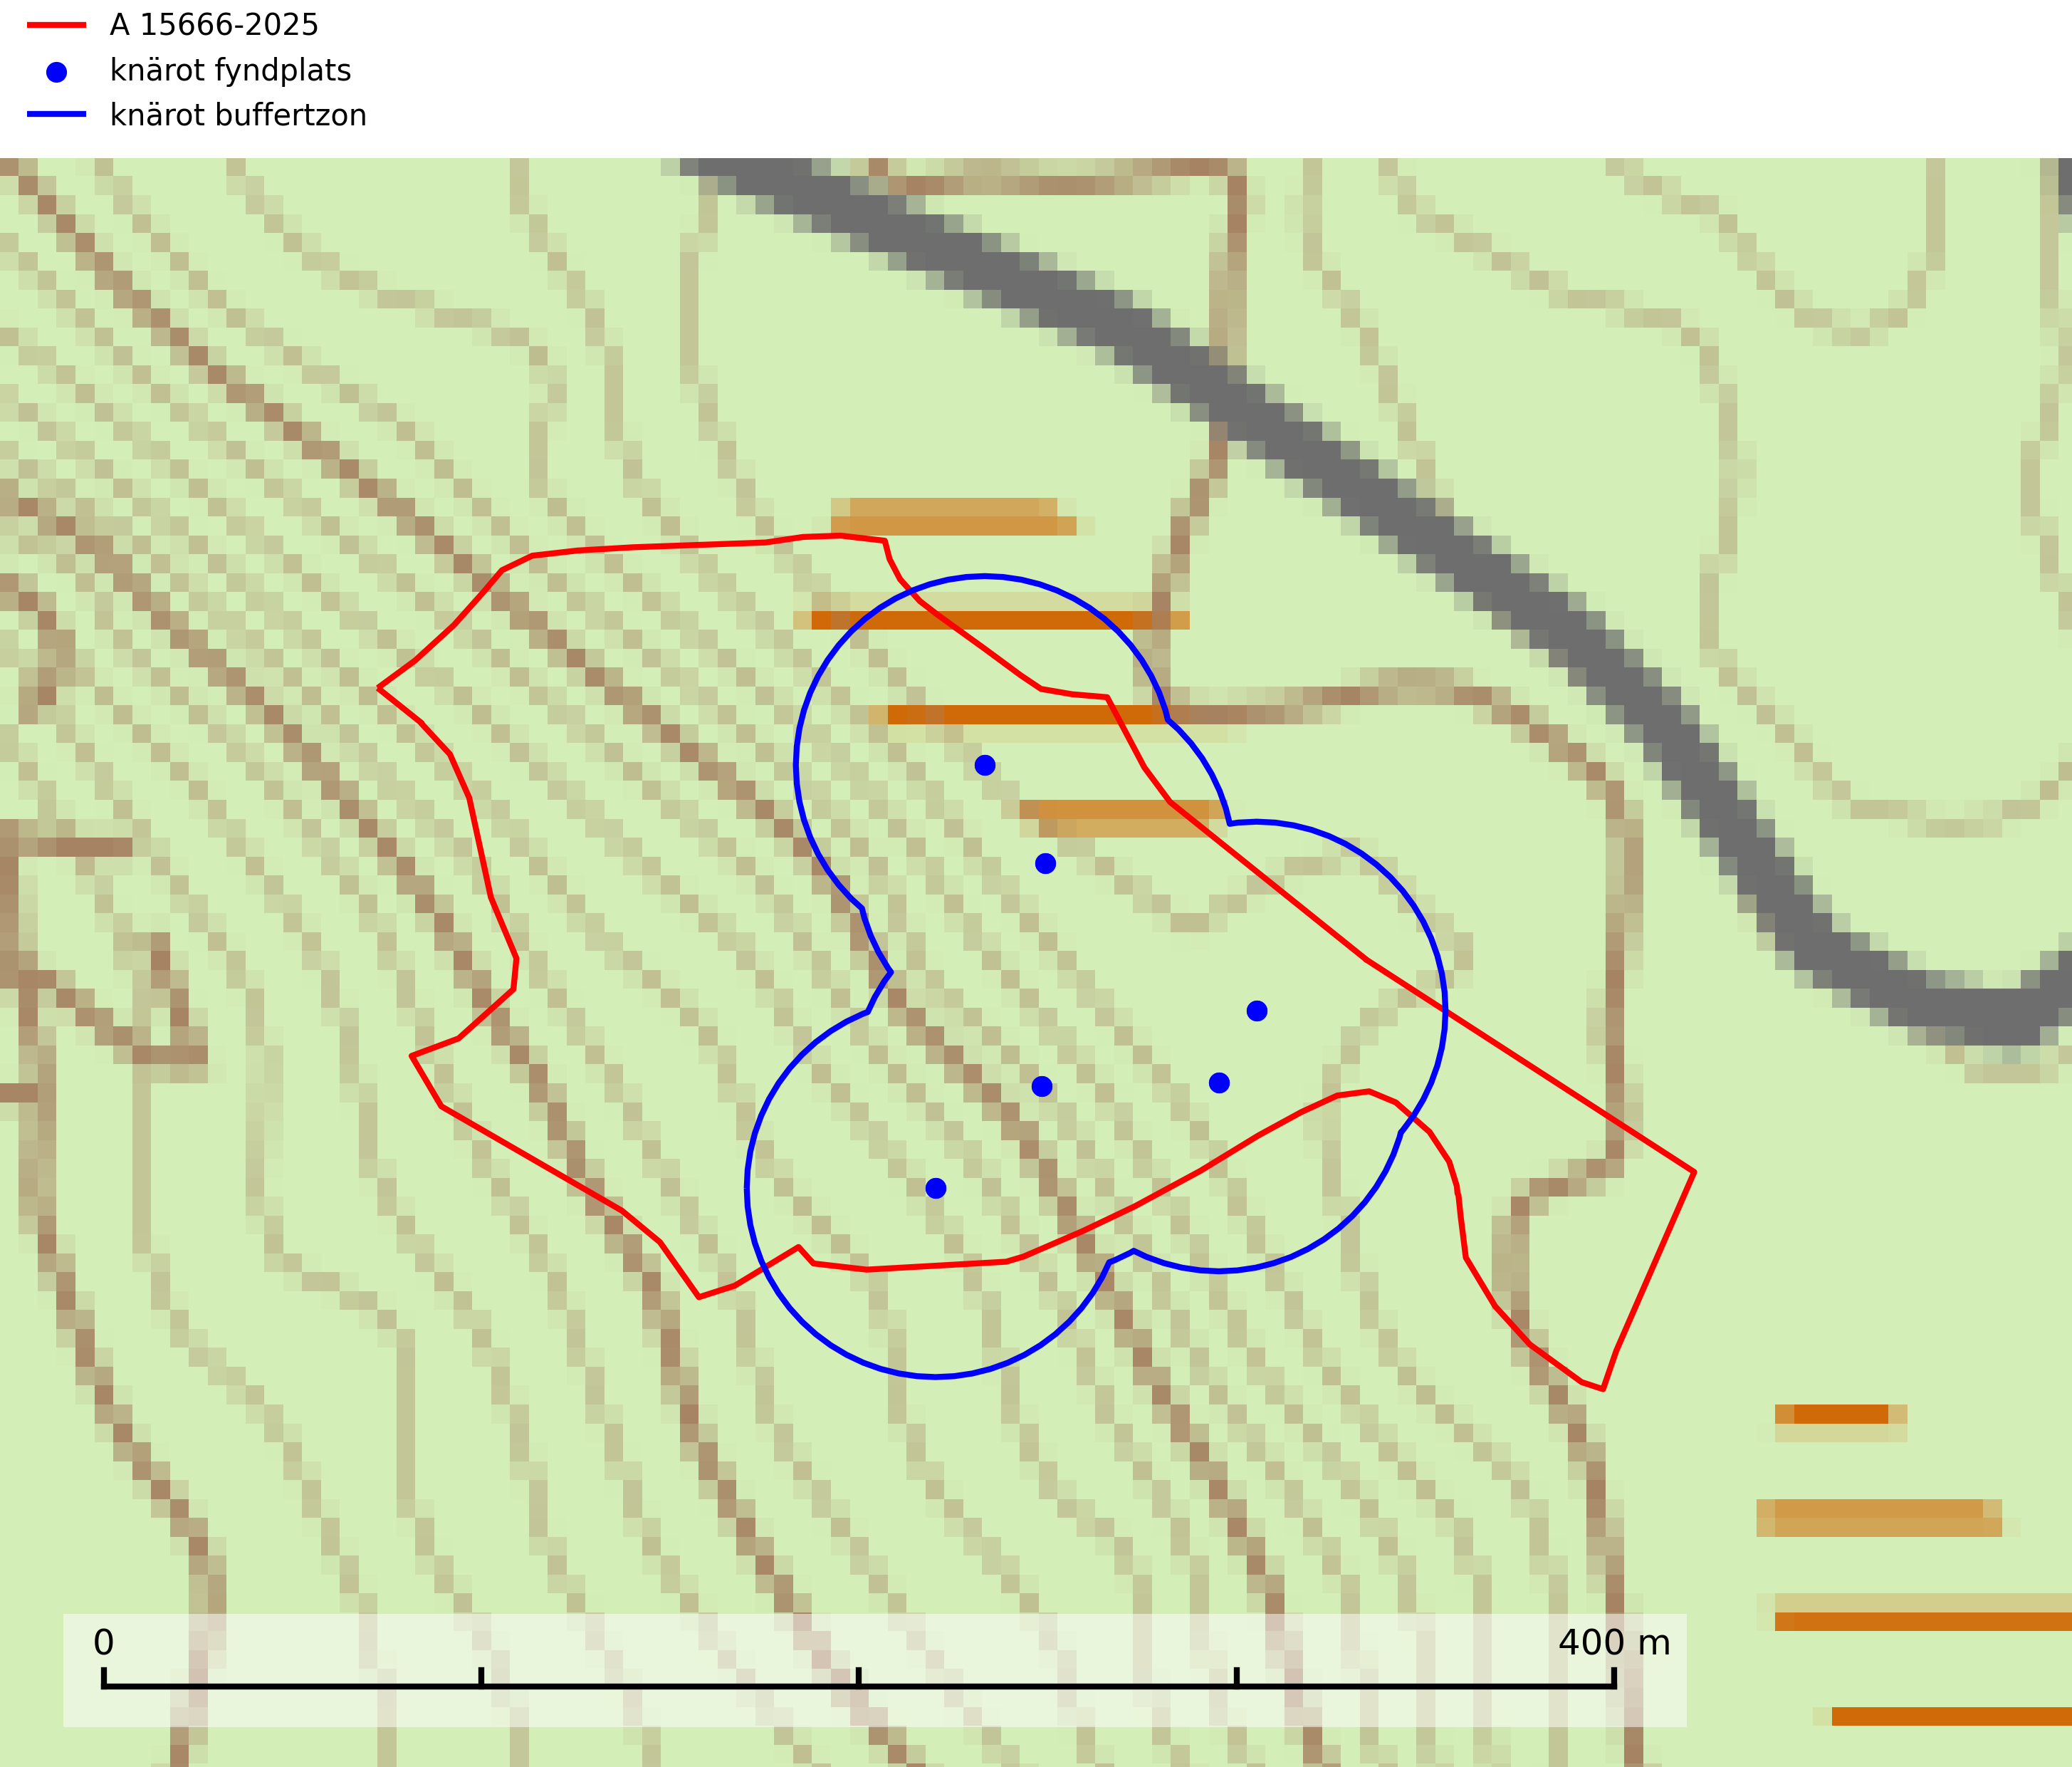 A 15666-2025
knärot fyndplats
knärot buffertzon
0 400 m